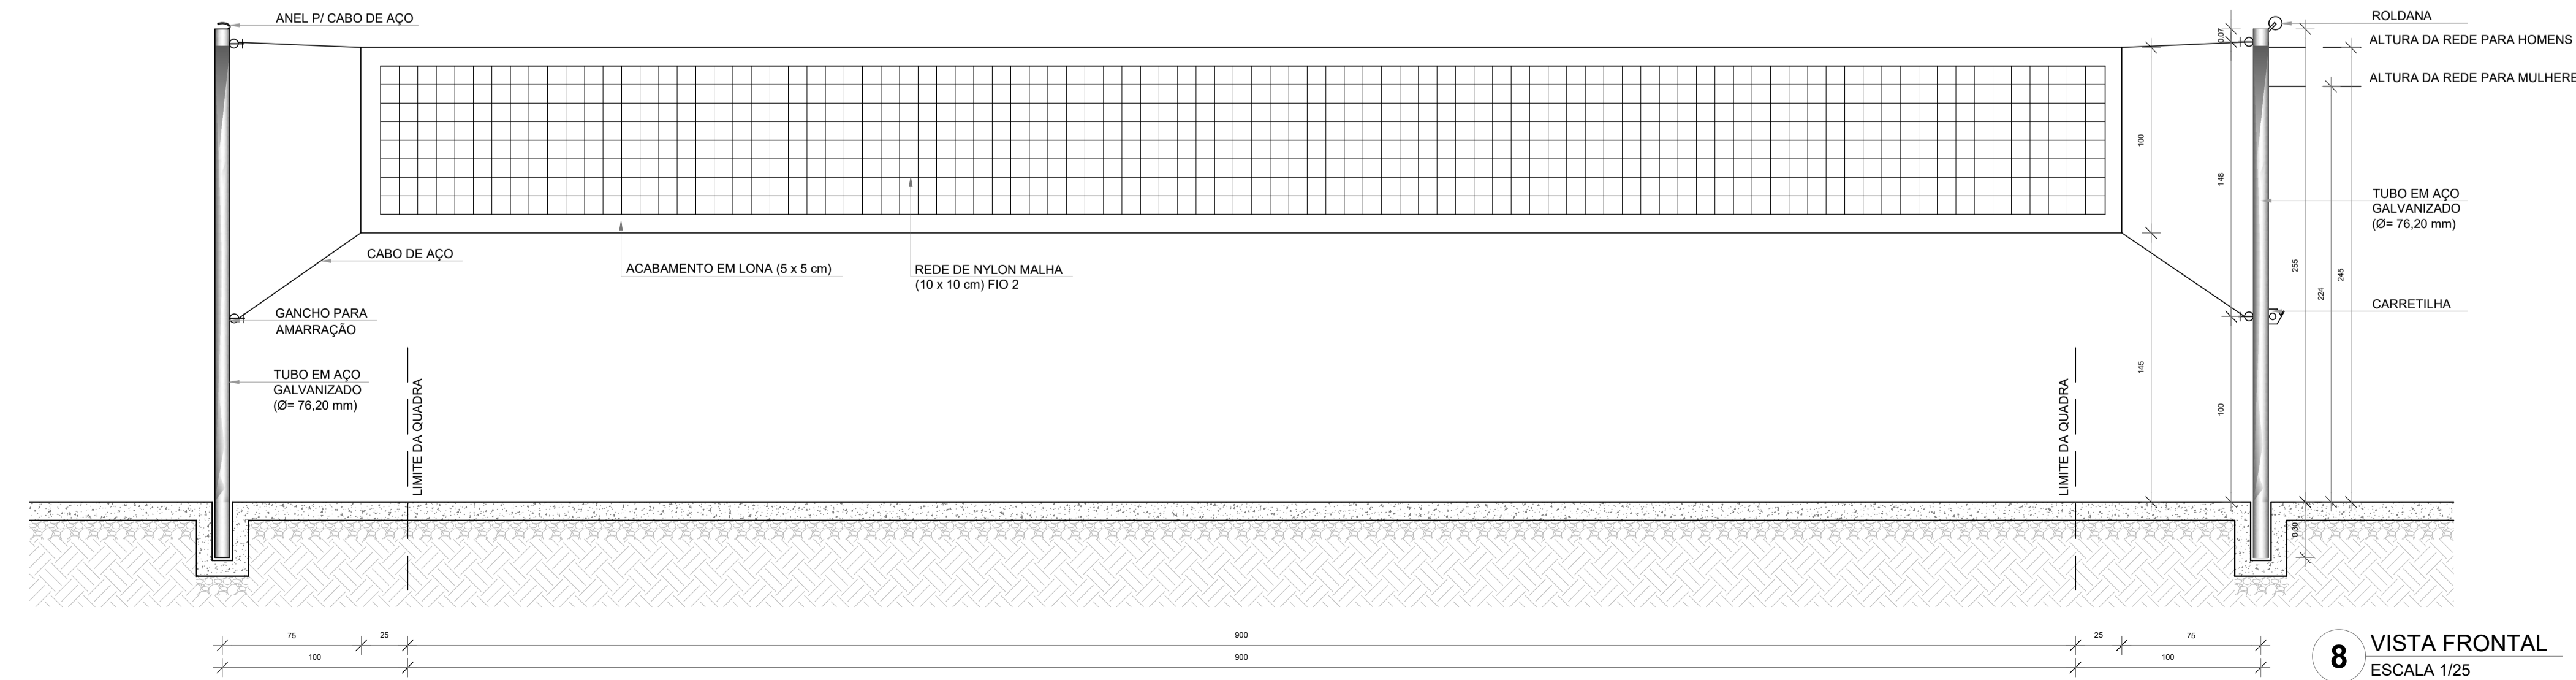 ANEL P/ CABO DE AÇO
ROLDANA
ALTURA DA REDE PARA HOMENS
ALTURA DA REDE PARA MULHERE
0.07
100
148
TUBO EM AÇO
GALVANIZADO
(Ø= 76,20 mm)
CABO DE AÇO
ACABAMENTO EM LONA (5 x 5 cm)
REDE DE NYLON MALHA
(10 x 10 cm) FIO 2
255
224
245
CARRETILHA
GANCHO PARA
AMARRAÇÃO
TUBO EM AÇO
GALVANIZADO
(Ø= 76,20 mm)
LIMITE DA QUADRA
LIMITE DA QUADRA
145
100
0.30
75
25
900
25
75
100
900
100
8
VISTA FRONTAL
ESCALA 1/25